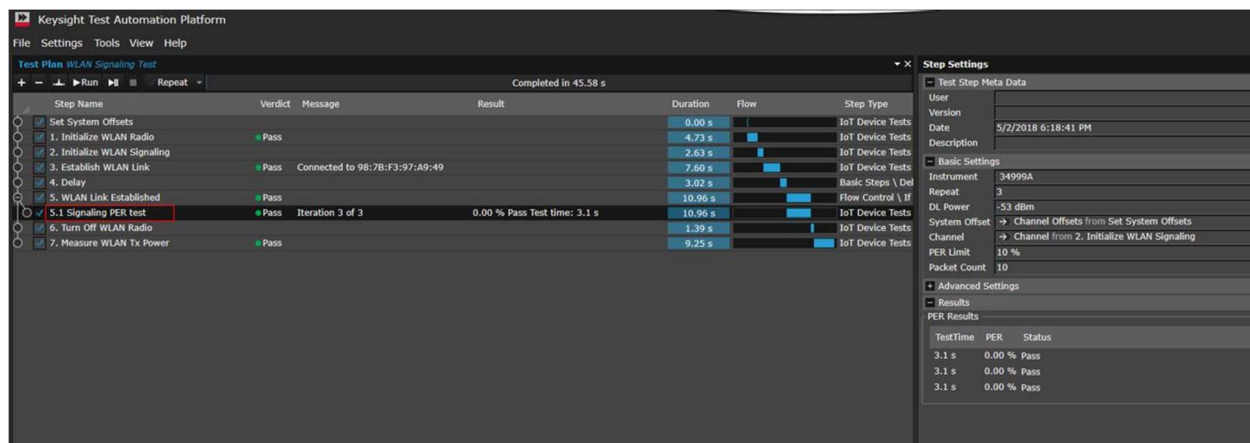 Keysight Test Automation Platform
File Settings Tools View Help
Test Plan WLAN Signaling Test
Run Repeat Completed in 45.58 s
Step Name Verdict Message Result Duration Flow Step Type
Set System Offsets 0.00 s IoT Device Tests
1. Initialize WLAN Radio Pass 4.73 s IoT Device Tests
2. Initialize WLAN Signaling 2.63 s IoT Device Tests
3. Establish WLAN Link Pass Connected to 98:7B:F3:97:A9:49 7.60 s IoT Device Tests
4. Delay 3.02 s Basic Steps \ Del
5. WLAN Link Established Pass 10.96 s Flow Control \ If
5.1 Signaling PER test Pass Iteration 3 of 3 0.00 % Pass Test time: 3.1 s 10.96 s IoT Device Tests
6. Turn Off WLAN Radio 1.39 s IoT Device Tests
7. Measure WLAN Tx Power Pass 9.25 s IoT Device Tests
Step Settings
Test Step Meta Data
User
Version
Date 5/2/2018 6:18:41 PM
Description
Basic Settings
Instrument 34999A
Repeat 3
DL Power -53 dBm
System Offset → Channel Offsets from Set System Offsets
Channel → Channel from 2. Initialize WLAN Signaling
PER Limit 10 %
Packet Count 10
Advanced Settings
Results
PER Results
TestTime PER Status
3.1 s 0.00 % Pass
3.1 s 0.00 % Pass
3.1 s 0.00 % Pass